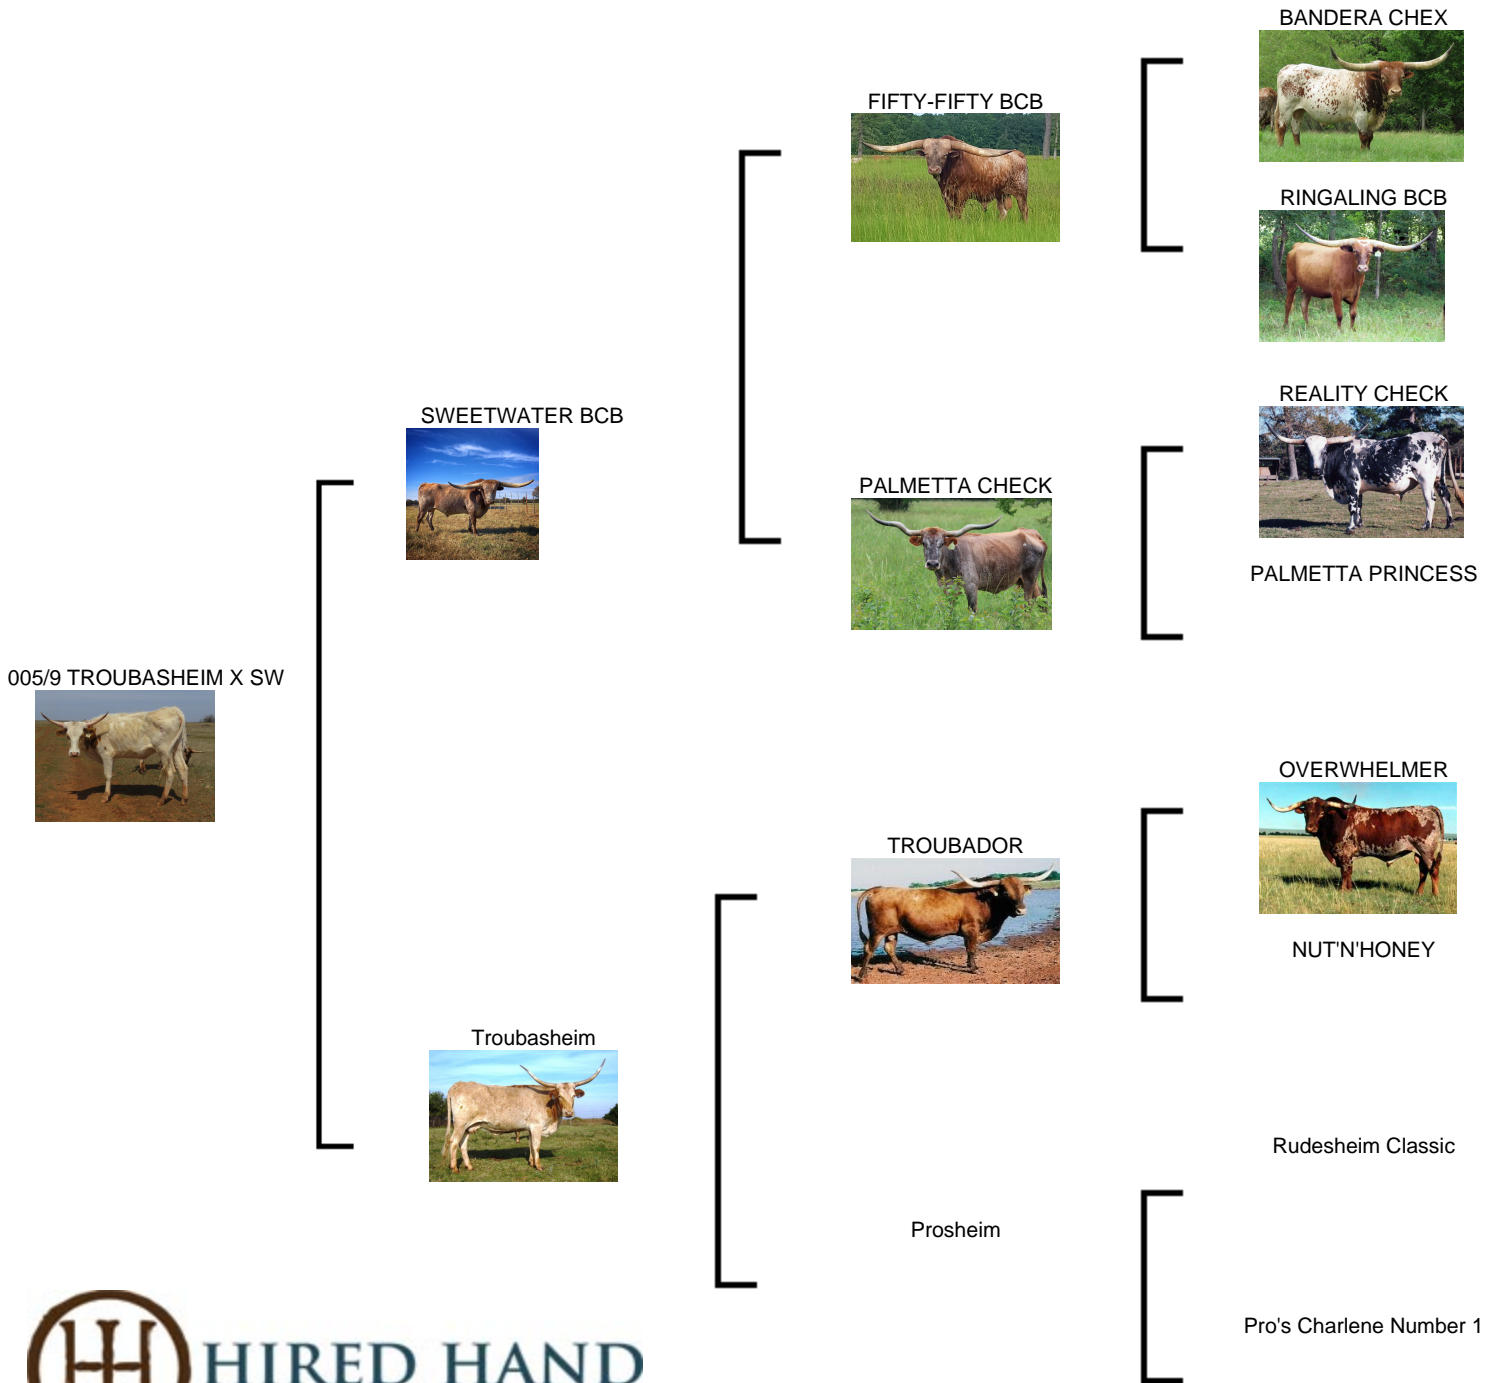 BANDERA CHEX
FIFTY-FIFTY BCB
RINGALING BCB
SWEETWATER BCB
REALITY CHECK
PALMETTA CHECK
PALMETTA PRINCESS
005/9 TROUBASHEIM X SW
OVERWHELMER
TROUBADOR
NUT'N'HONEY
Troubasheim
Rudesheim Classic
Prosheim
Pro's Charlene Number 1
HIRED HAND